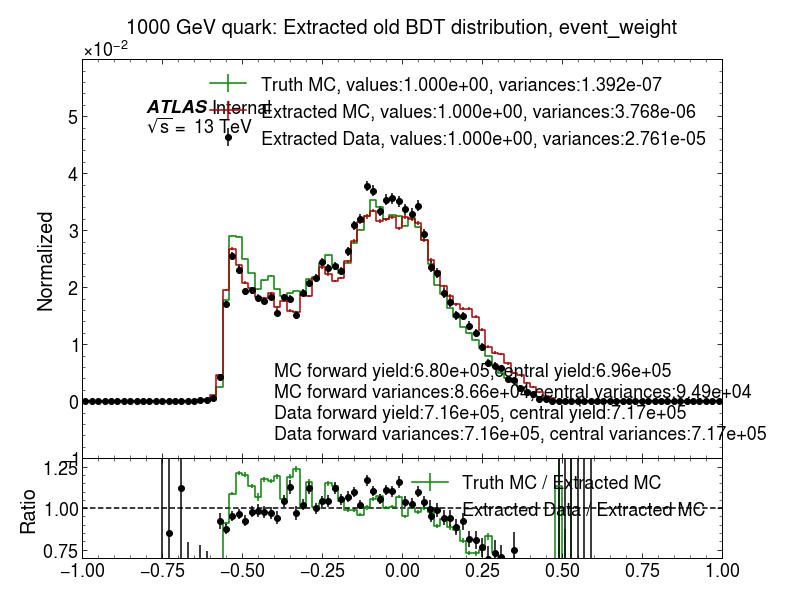 1000 GeV quark: Extracted old BDT distribution, event_weight
×10−2
Truth MC, values:1.000e+00, variances:1.392e-07
ATLAS Internal
Extracted MC, values:1.000e+00, variances:3.768e-06
√s = 13 TeV
Extracted Data, values:1.000e+00, variances:2.761e-05
5
4
3
2
1
0
1
Normalized
MC forward yield:6.80e+05, central yield:6.96e+05
MC forward variances:8.66e+04, central variances:9.49e+04
Data forward yield:7.16e+05, central yield:7.17e+05
Data forward variances:7.16e+05, central variances:7.17e+05
1.25
1.00
0.75
Ratio
Truth MC / Extracted MC
Extracted Data / Extracted MC
−1.00 −0.75 −0.50 −0.25 0.00 0.25 0.50 0.75 1.00